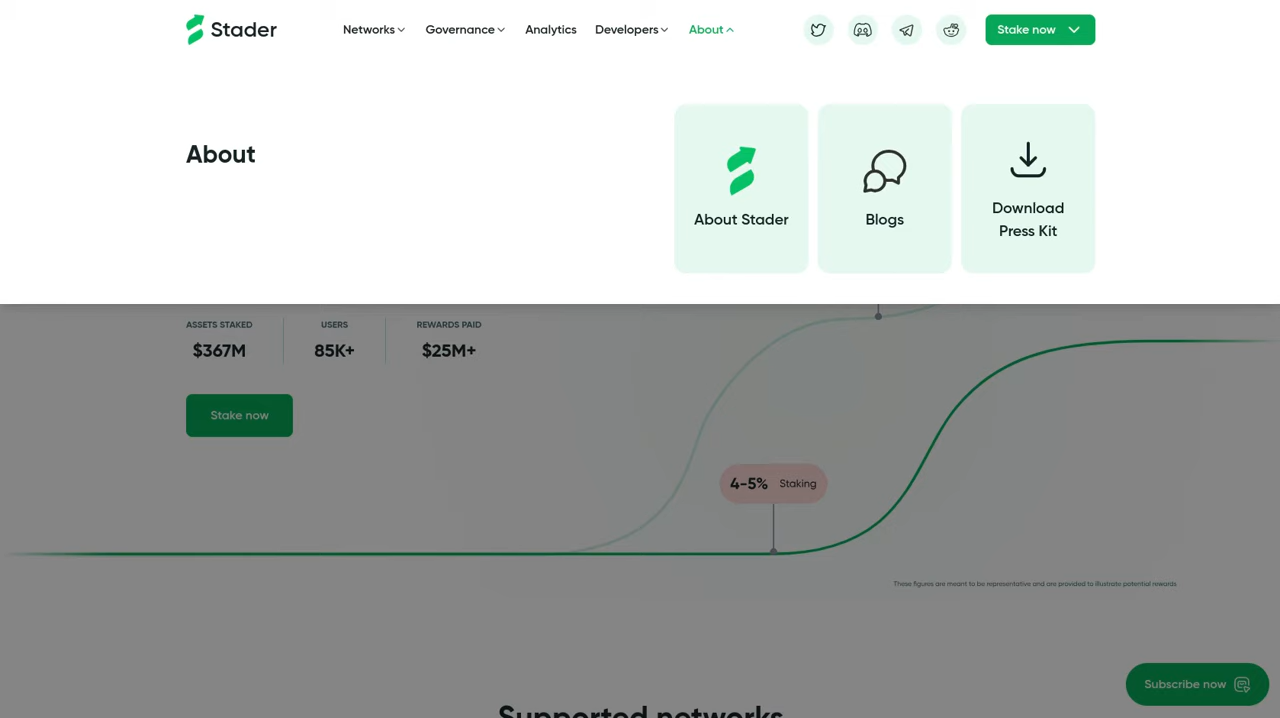 Stader
Networks
Governance
Analytics
Developers
About
Stake now
About
About Stader
Blogs
Download
Press Kit
ASSETS STAKED
USERS
REWARDS PAID
$367M
85K+
$25M+
Stake now
4-5% Staking
These figures are meant to be representative and are provided to illustrate potential rewards
Subscribe now
Supported networks